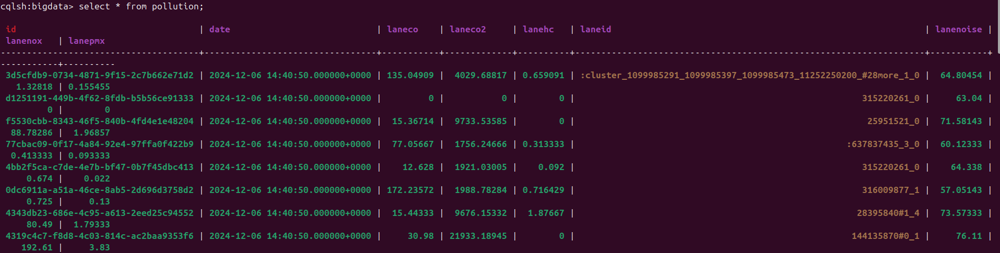 cqlsh:bigdata> select * from pollution;
id | date | laneco | laneco2 | lanehc | laneid | lanenoise |
lanenox | lanepmx
--------------------------------------+---------------------------------+-----------+-------------+----------+-------------------------------------------------------------------+-----------+
-----------+----------
3d5cfdb9-0734-4871-9f15-2c7b662e71d2 | 2024-12-06 14:40:50.000000+0000 | 135.04909 | 4029.68817 | 0.659091 | :cluster_1099985291_1099985397_1099985473_11252250200_#28more_1_0 | 64.80454 |
1.32818 | 0.155455
d1251191-449b-4f62-8fdb-b5b56ce91333 | 2024-12-06 14:40:50.000000+0000 | 0 | 0 | 0 | 315220261_0 | 63.04 |
0 | 0
f5530cbb-8343-46f5-840b-4fd4e1e48204 | 2024-12-06 14:40:50.000000+0000 | 15.36714 | 9733.53585 | 0 | 25951521_0 | 71.58143 |
88.78286 | 1.96857
77cbac09-0f17-4a84-92e4-97ffa0f422b9 | 2024-12-06 14:40:50.000000+0000 | 77.05667 | 1756.24666 | 0.313333 | :637837435_3_0 | 60.12333 |
0.413333 | 0.093333
4bb2f5ca-c7de-4e7b-bf47-0b7f45dbc413 | 2024-12-06 14:40:50.000000+0000 | 12.628 | 1921.03005 | 0.092 | 315220261_0 | 64.338 |
0.674 | 0.022
0dc6911a-a51a-46ce-8ab5-2d696d3758d2 | 2024-12-06 14:40:50.000000+0000 | 172.23572 | 1988.78284 | 0.716429 | 316009877_1 | 57.05143 |
0.725 | 0.13
4343db23-686e-4c95-a613-2eed25c94552 | 2024-12-06 14:40:50.000000+0000 | 15.44333 | 9676.15332 | 1.87667 | 28395840#1_4 | 73.57333 |
80.49 | 1.79333
4319c4c7-f8d8-4c03-814c-ac2baa9353f6 | 2024-12-06 14:40:50.000000+0000 | 30.98 | 21933.18945 | 0 | 144135870#0_1 | 76.11 |
192.61 | 3.83